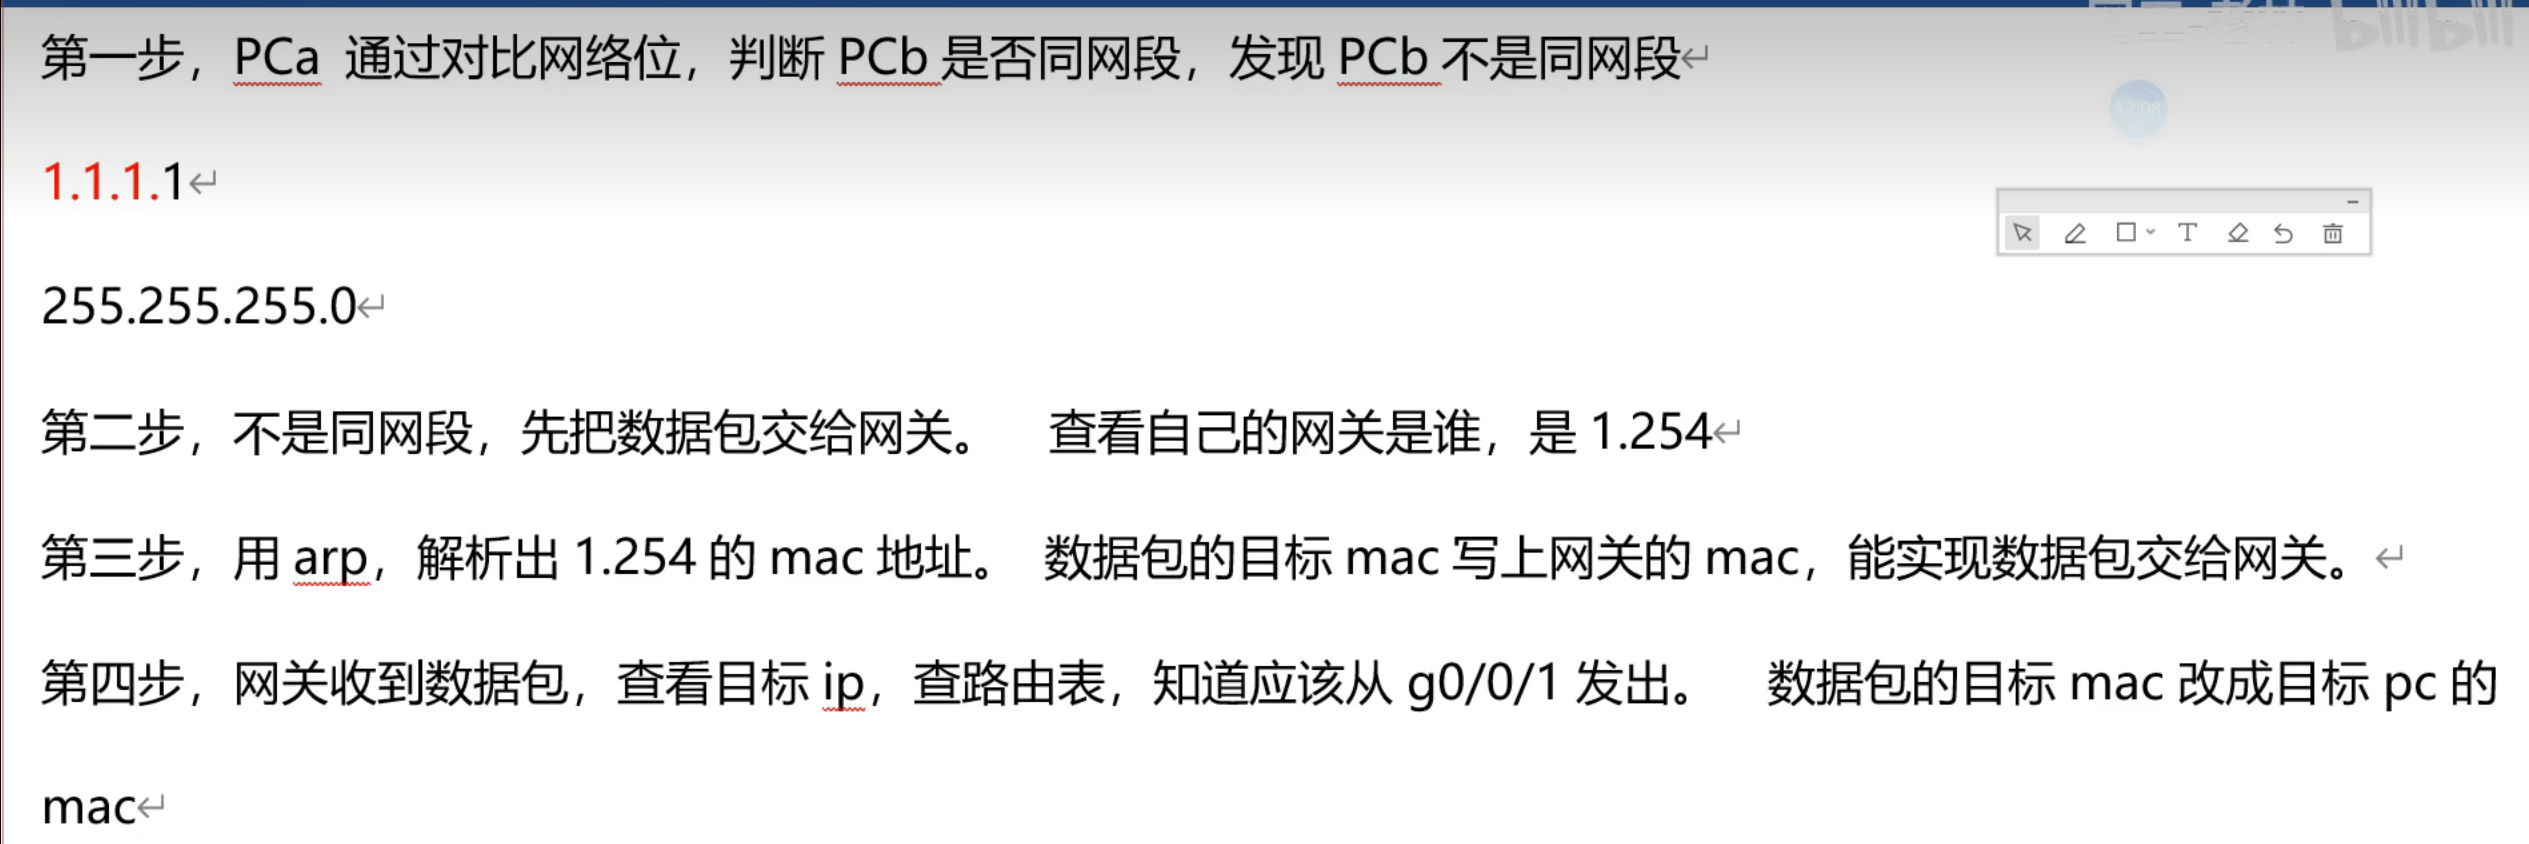 第一步，PCa 通过对比网络位，判断 PCb 是否同网段，发现 PCb 不是同网段
12:08
1.1.1.1
255.255.255.0
第二步，不是同网段，先把数据包交给网关。 查看自己的网关是谁，是 1.254
第三步，用 arp，解析出 1.254 的 mac 地址。 数据包的目标 mac 写上网关的 mac，能实现数据包交给网关。
第四步，网关收到数据包，查看目标 ip，查路由表，知道应该从 g0/0/1 发出。 数据包的目标 mac 改成目标 pc 的
mac